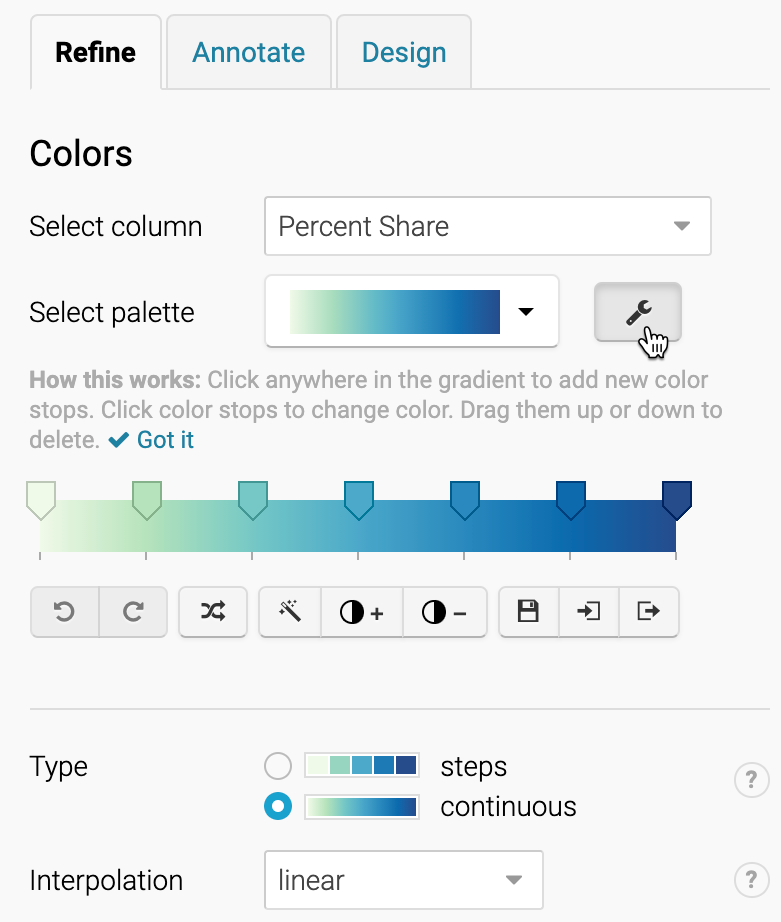 Refine Annotate Design
Colors
Select column Percent Share
Select palette
How this works: Click anywhere in the gradient to add new color
stops. Click color stops to change color. Drag them up or down to
delete. ✔ Got it
+ −
Type steps ?
continuous
Interpolation linear ?